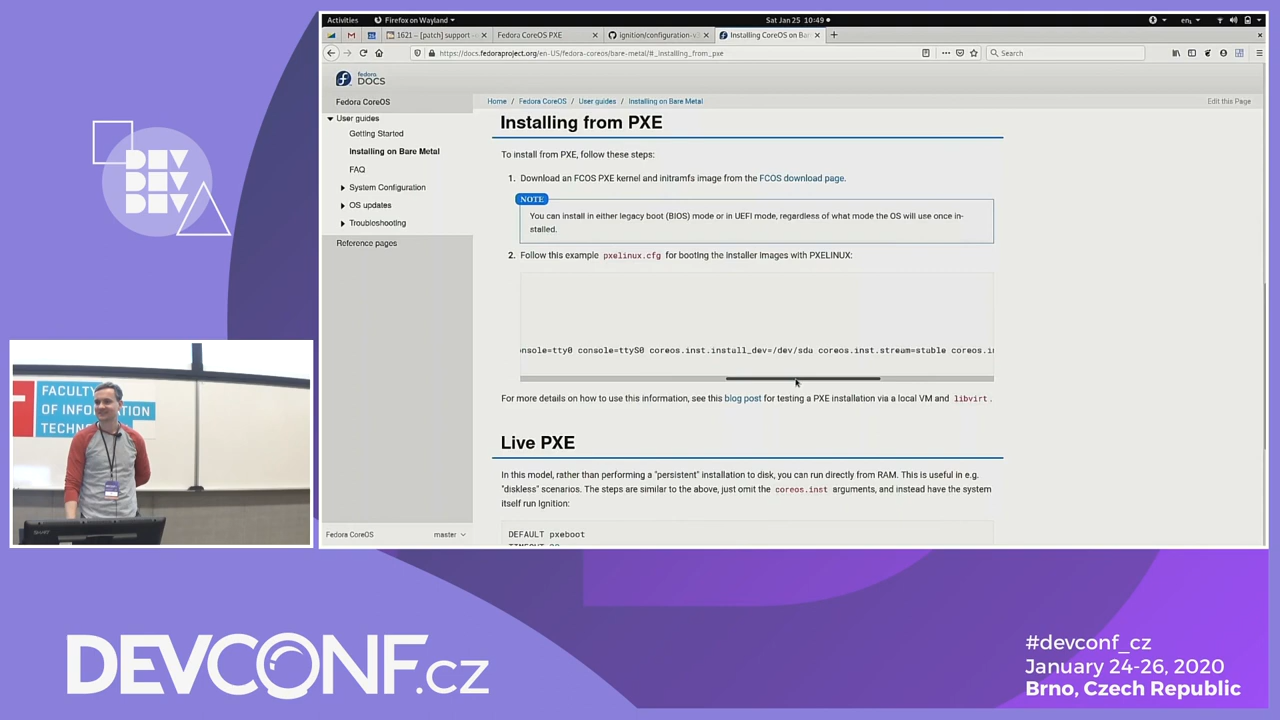 Activities
Firefox on Wayland
Sat Jan 25 10:49
en
1621 – [patch] support
Fedora CoreOS PXE
ignition/configuration-v
Installing CoreOS on Bar
https://docs.fedoraproject.org/en-US/fedora-coreos/bare-metal/#_installing_from_pxe
Search
fedora
DOCS
Fedora CoreOS
User guides
Getting Started
Installing on Bare Metal
FAQ
System Configuration
OS updates
Troubleshooting
Reference pages
Fedora CoreOS
master
Home / Fedora CoreOS / User guides / Installing on Bare Metal
Edit this Page
Installing from PXE
To install from PXE, follow these steps:
1. Download an FCOS PXE kernel and initramfs image from the FCOS download page.
NOTE
You can install in either legacy boot (BIOS) mode or in UEFI mode, regardless of what mode the OS will use once in-
stalled.
2. Follow this example pxelinux.cfg for booting the installer images with PXELINUX:
onsole=tty0 console=ttyS0 coreos.inst.install_dev=/dev/sda coreos.inst.stream=stable coreos.i
For more details on how to use this information, see this blog post for testing a PXE installation via a local VM and libvirt.
Live PXE
In this model, rather than performing a "persistent" installation to disk, you can run directly from RAM. This is useful in e.g.
"diskless" scenarios. The steps are similar to the above, just omit the coreos.inst arguments, and instead have the system
itself run Ignition:
DEFAULT pxeboot
DEV
DEV
DEV
FACULTY
OF INFORMATION
TECHNO
DEVCONF.cz
#devconf_cz
January 24-26, 2020
Brno, Czech Republic